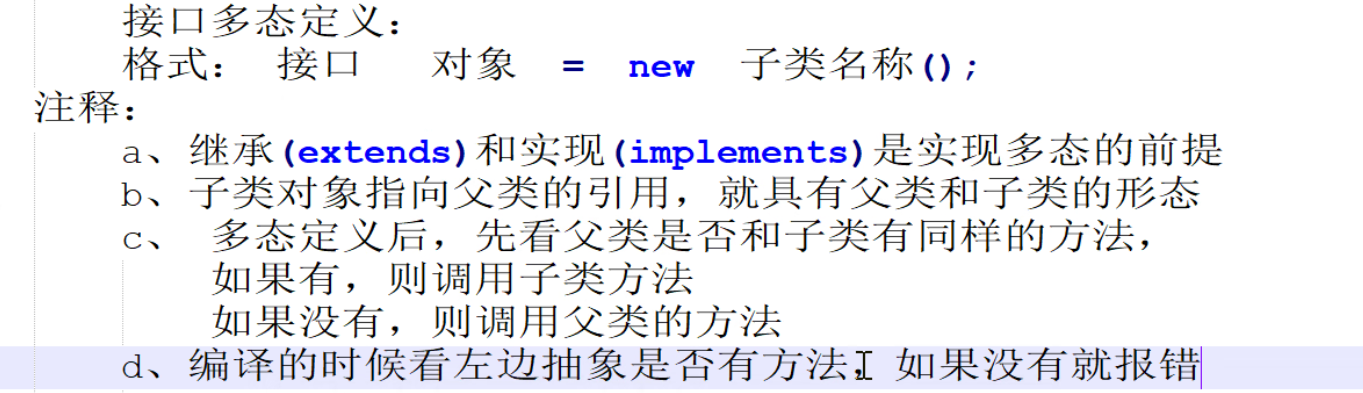 接口多态定义：
格式： 接口 对象 = new 子类名称();
注释：
a、继承(extends)和实现(implements)是实现多态的前提
b、子类对象指向父类的引用，就具有父类和子类的形态
c、 多态定义后，先看父类是否和子类有同样的方法，
如果有，则调用子类方法
如果没有，则调用父类的方法
d、编译的时候看左边抽象是否有方法，如果没有就报错